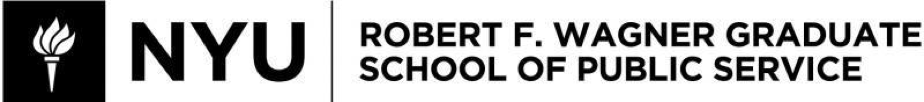 NYU
ROBERT F. WAGNER GRADUATE
SCHOOL OF PUBLIC SERVICE